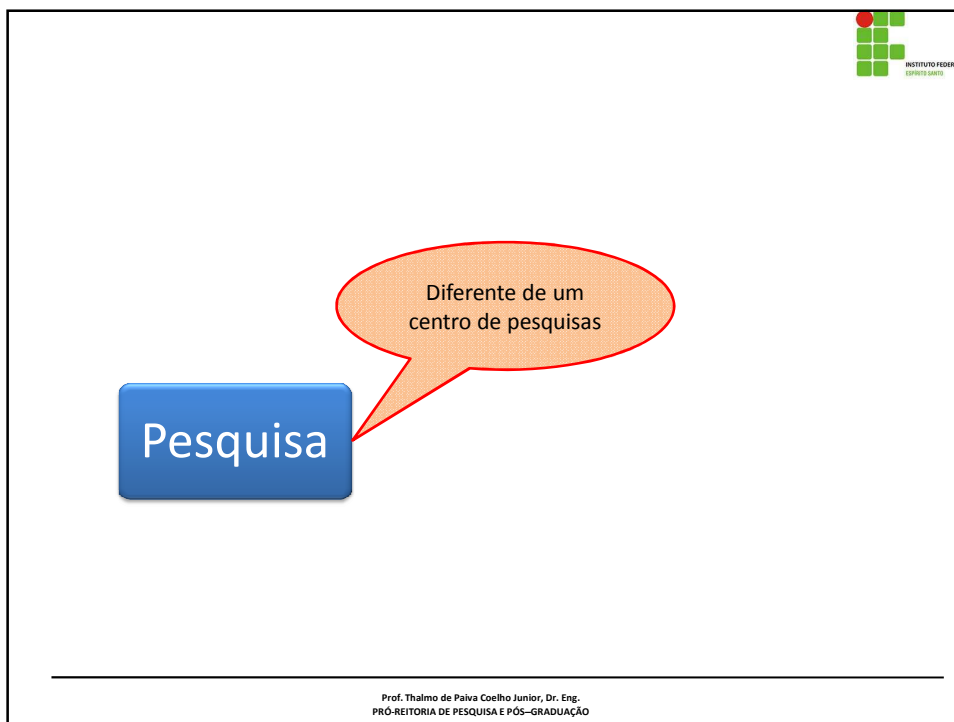 INSTITUTO FEDER
ESPÍRITO SANTO
Diferente de um
centro de pesquisas
Pesquisa
Prof. Thalmo de Paiva Coelho Junior, Dr. Eng.
PRÓ-REITORIA DE PESQUISA E PÓS–GRADUAÇÃO